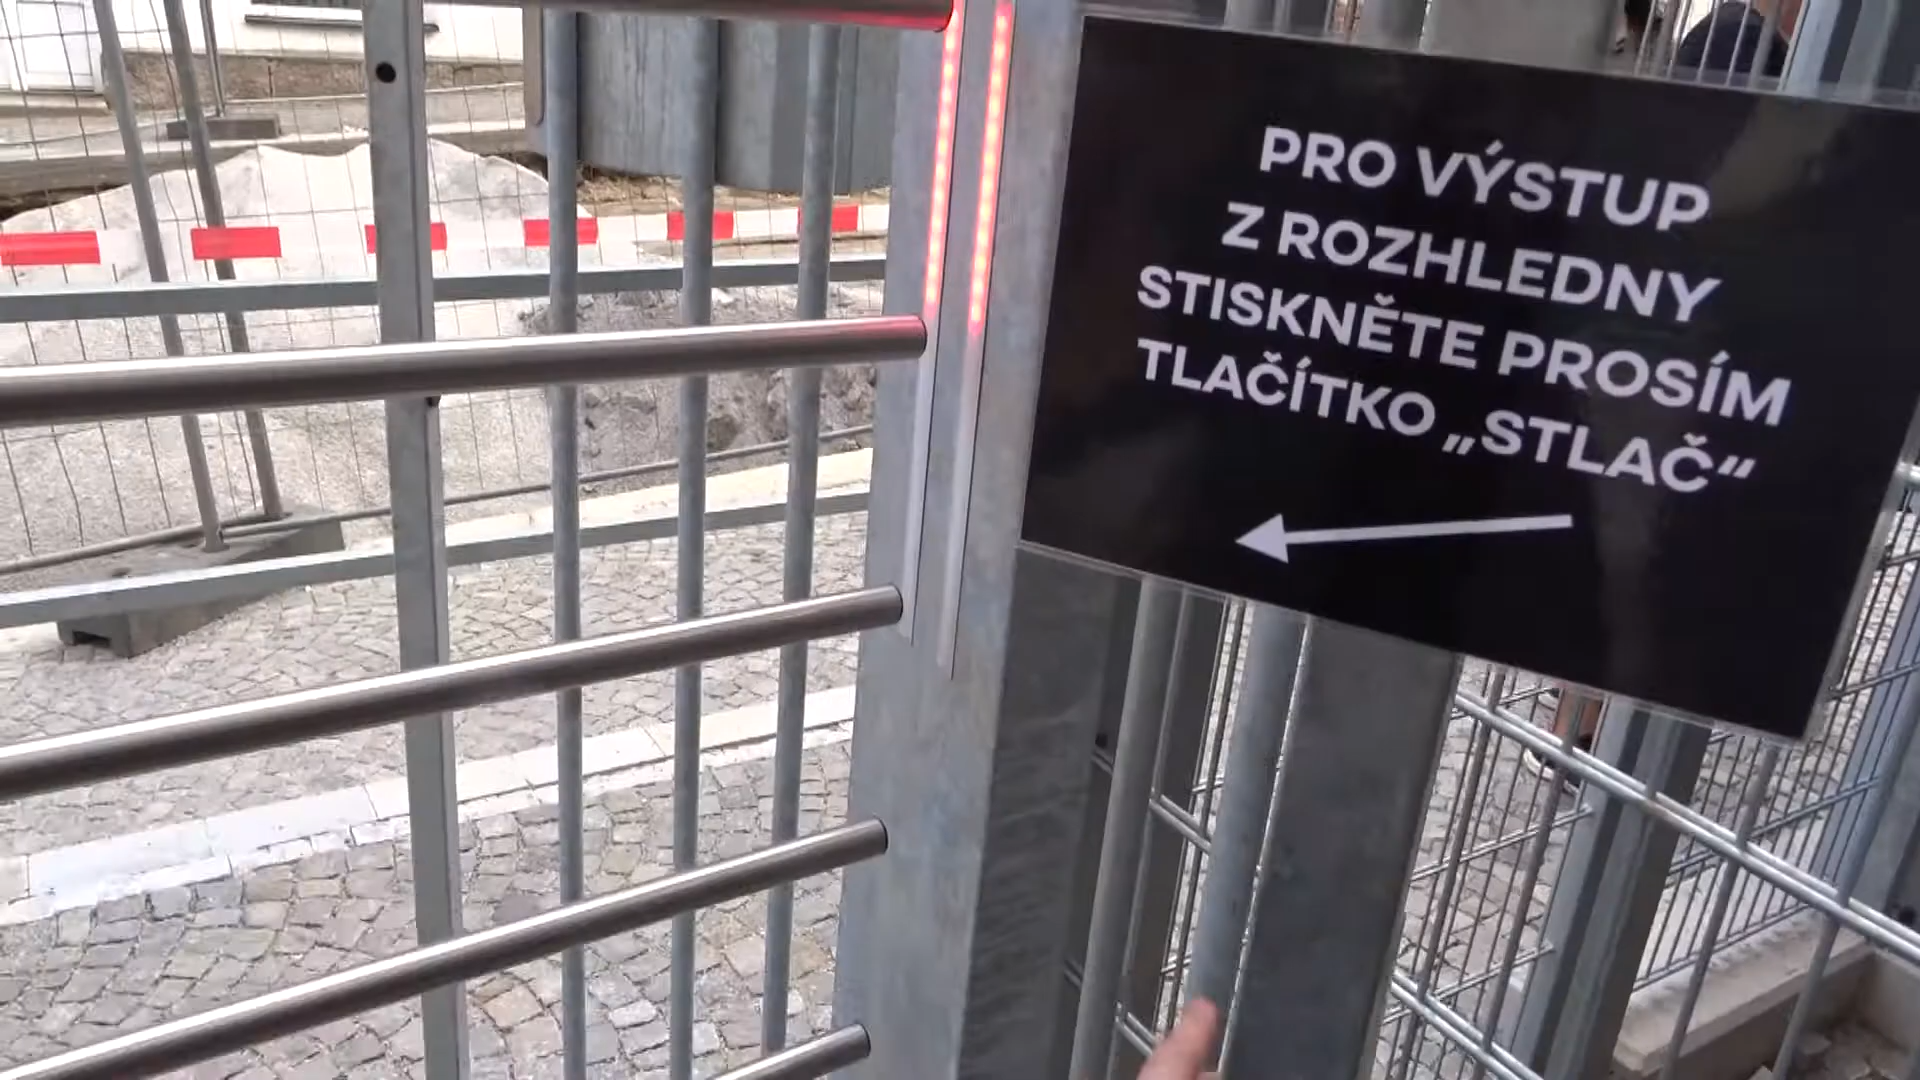 PRO VÝSTUP
Z ROZHLEDNY
STISKNĚTE PROSÍM
TLAČÍTKO „STLAČ“